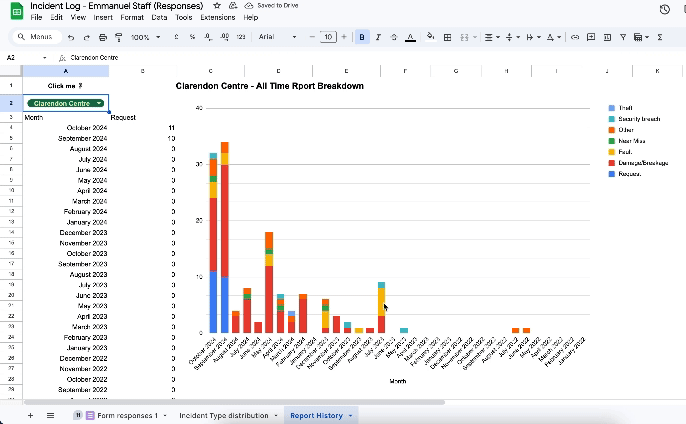 Incident Log - Emmanuel Staff (Responses) Saved to Drive
File Edit View Insert Format Data Tools Extensions Help
Menus 100% £ % .0 .00 123 Arial 10 B I S A
A2 fx Clarendon Centre
A B C D E F G H I J K
1 Click me Clarendon Centre - All Time Rport Breakdown
2 Clarendon Centre
3 Month Request
4 October 2024 11
5 September 2024 10
6 August 2024 0
7 July 2024 0
8 June 2024 0
9 May 2024 0
10 April 2024 0
11 March 2024 0
12 February 2024 0
13 January 2024 0
14 December 2023 0
15 November 2023 0
16 October 2023 0
17 September 2023 0
18 August 2023 0
19 July 2023 0
20 June 2023 0
21 May 2023 0
22 April 2023 0
23 March 2023 0
24 February 2023 0
25 January 2023 0
26 December 2022 0
27 November 2022 0
28 October 2022 0
29 September 2022 0
40
30
20
10
0
Theft
Security breach
Other
Near Miss
Fault
Damage/Breakage
Request
October 2024
September 2024
August 2024
July 2024
June 2024
May 2024
April 2024
March 2024
February 2024
January 2024
December 2023
November 2023
October 2023
September 2023
August 2023
July 2023
June 2023
May 2023
April 2023
March 2023
February 2023
January 2023
December 2022
November 2022
October 2022
September 2022
August 2022
July 2022
June 2022
May 2022
April 2022
March 2022
February 2022
January 2022
Month
11 Form responses 1 Incident Type distribution Report History